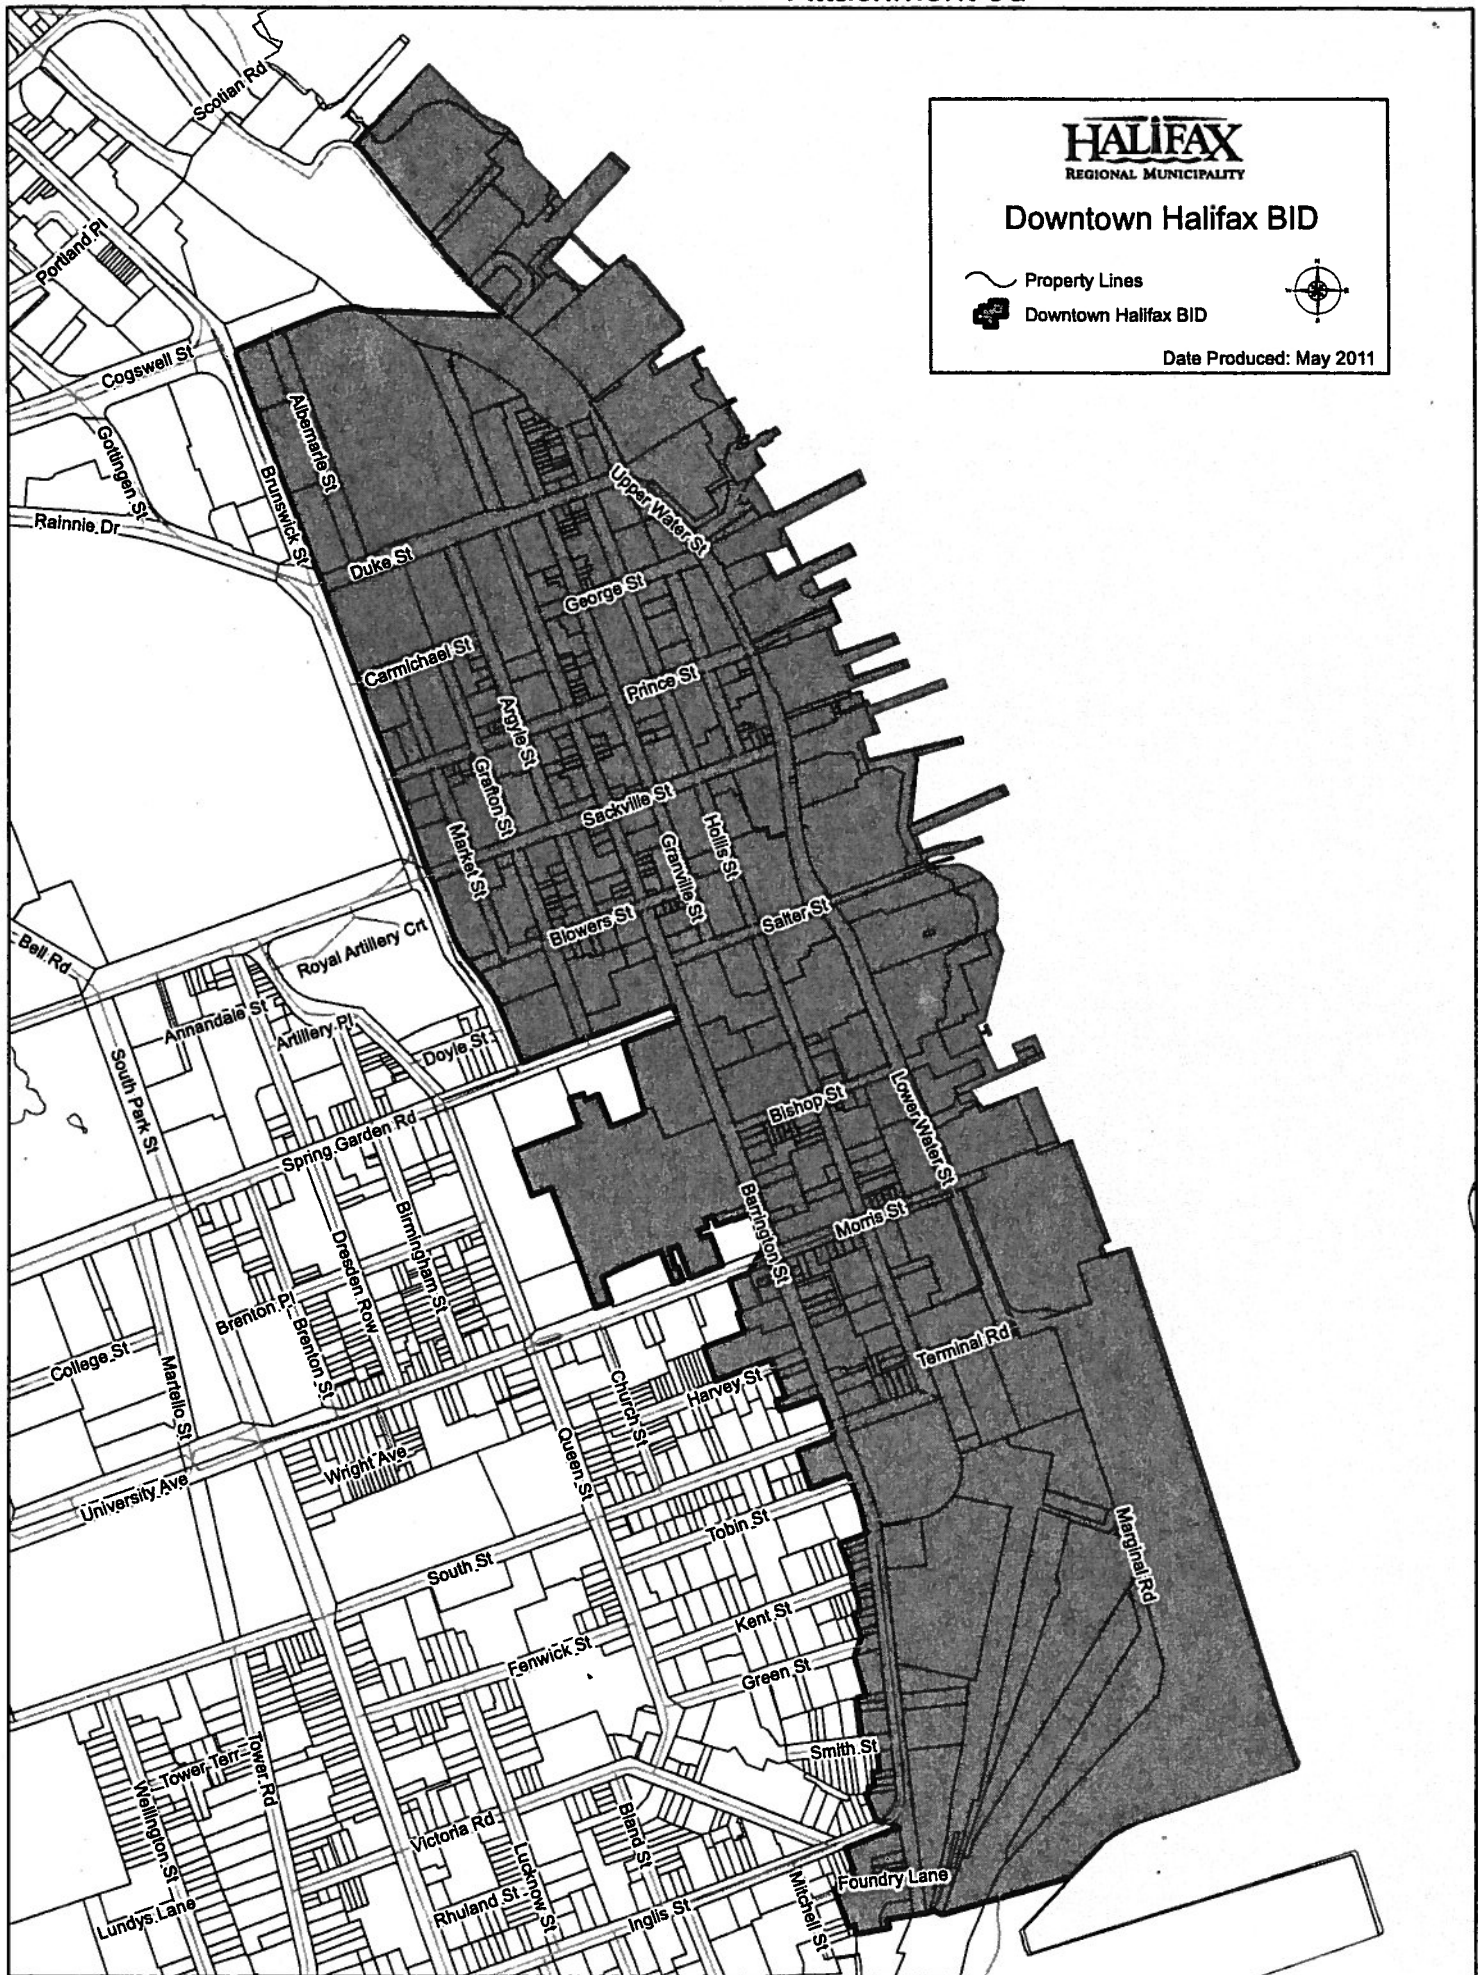 HALIFAX
REGIONAL MUNICIPALITY
Downtown Halifax BID
Property Lines
N
W
E
S
Downtown Halifax BID
Date Produced: May 2011
Scotian Rd
Portland Pl
Cogswell St
Albemarle St
Gottingen St
Brunswick St
Rainnie Dr
Upper Water St
Duke St
George St
Carmichael St
Prince St
Argyle St
Grafton St
Sackville St
Market St
Hollis St
Granville St
Blowers St
Salter St
Bell Rd
Royal Artillery Crt
Annandale St
Artillery Pl
Doyle St
South Park St
Spring Garden Rd
Bishop St
Lower Water St
Barrington St
Morris St
Birmingham St
Dresden Row
Brenton Pl
Brenton St
College St
Martello St
Terminal Rd
Church St
Harvey St
Queen St
Wright Ave
University Ave
Tobin St
Marginal Rd
South St
Kent St
Fenwick St
Green St
Smith St
Tower Terr
Tower Rd
Wellington St
Victoria Rd
Bland St
Lucknow St
Rhuland St
Lundys Lane
Inglis St
Mitchell St
Foundry Lane